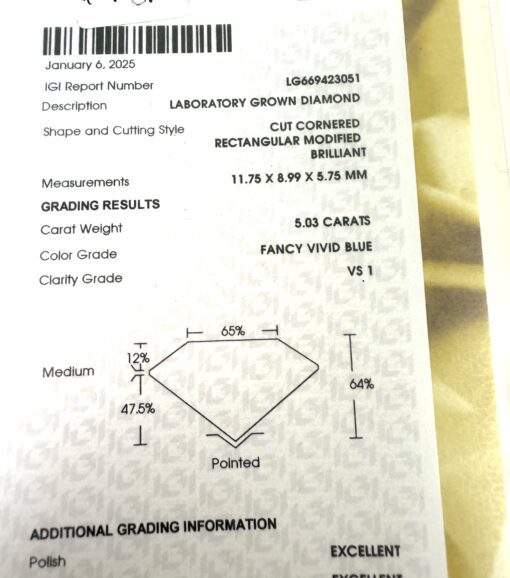 January 6, 2025
IGI Report Number LG669423051
Description LABORATORY GROWN DIAMOND
Shape and Cutting Style CUT CORNERED
RECTANGULAR MODIFIED
BRILLIANT
Measurements 11.75 X 8.99 X 5.75 MM
GRADING RESULTS
Carat Weight 5.03 CARATS
Color Grade FANCY VIVID BLUE
Clarity Grade VS 1
65%
12%
Medium
64%
47.5%
Pointed
ADDITIONAL GRADING INFORMATION
Polish EXCELLENT
EXCELLENT